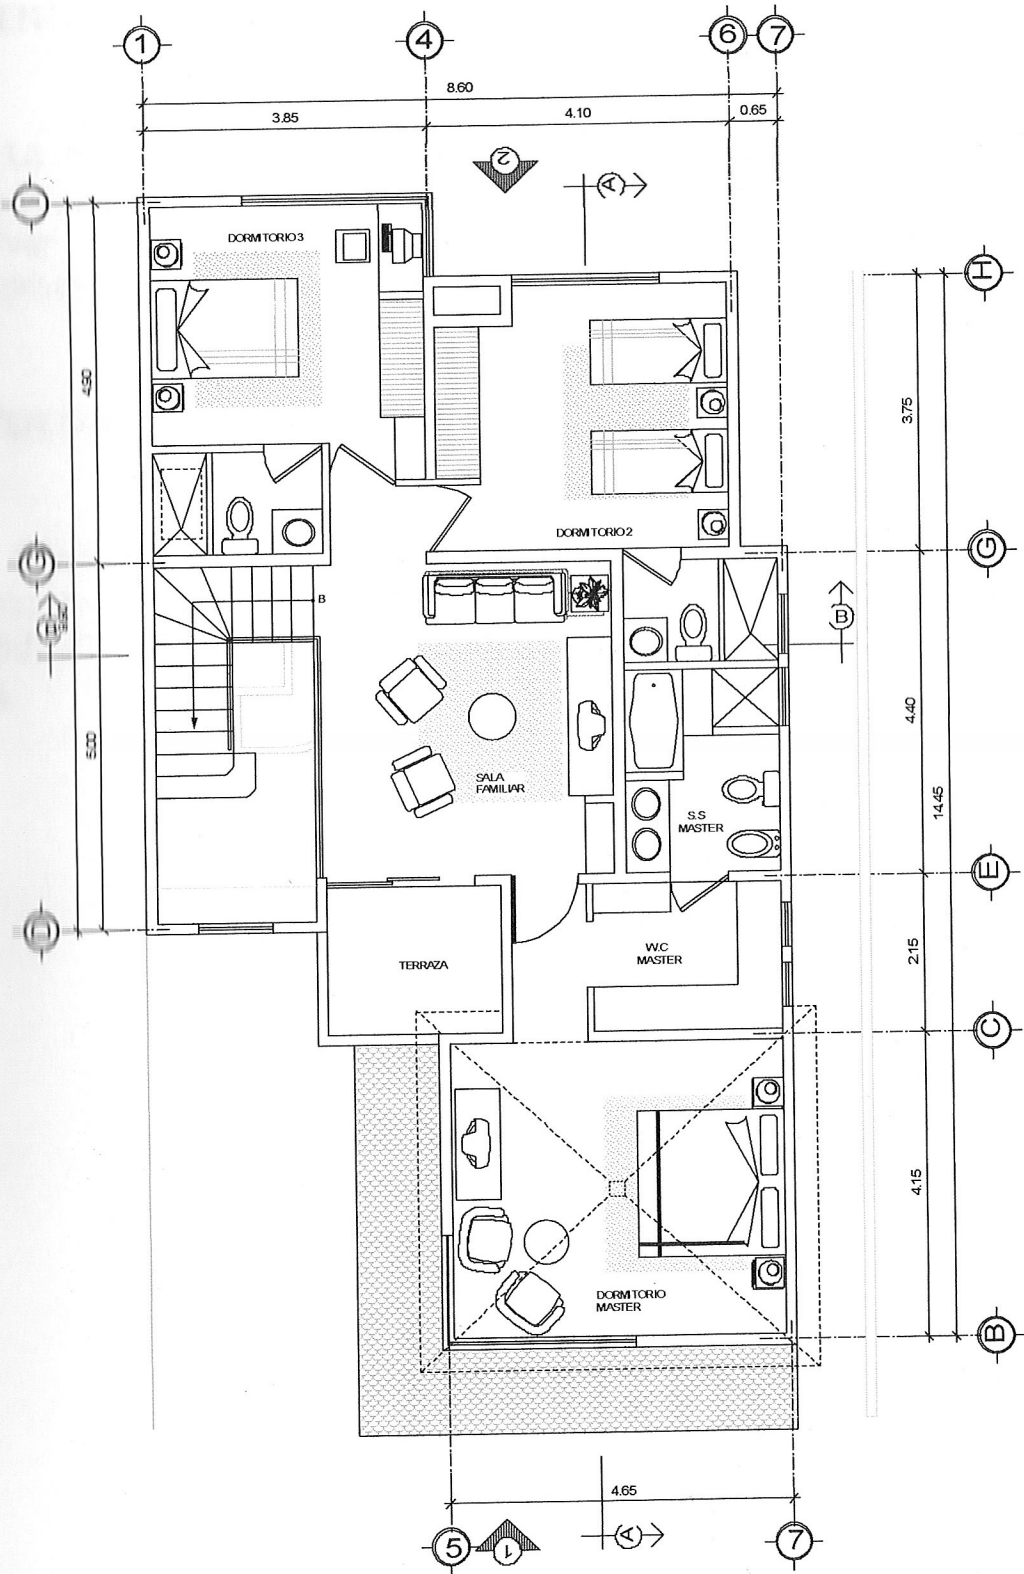 1
4
6
7
8.60
3.85
4.10
0.65
2
A
I
H
DORMITORIO 3
4.90
3.75
DORMITORIO 2
G
G
B
B
B
5.00
4.40
14.45
SALA
FAMILIAR
S.S
MASTER
E
D
W.C
MASTER
TERRAZA
2.15
C
4.15
DORMITORIO
MASTER
B
4.65
5
1
A
7